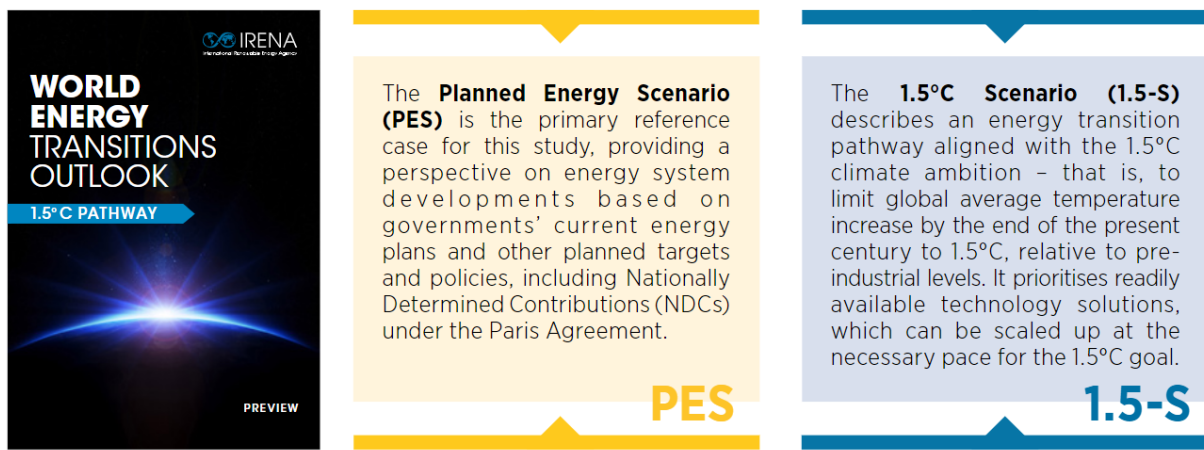 IRENA
International Renewable Energy Agency
WORLD
ENERGY
TRANSITIONS
OUTLOOK
1.5°C PATHWAY
PREVIEW
The Planned Energy Scenario
(PES) is the primary reference
case for this study, providing a
perspective on energy system
developments based on
governments' current energy
plans and other planned targets
and policies, including Nationally
Determined Contributions (NDCs)
under the Paris Agreement.
PES
The 1.5°C Scenario (1.5-S)
describes an energy transition
pathway aligned with the 1.5°C
climate ambition – that is, to
limit global average temperature
increase by the end of the present
century to 1.5°C, relative to pre-
industrial levels. It prioritises readily
available technology solutions,
which can be scaled up at the
necessary pace for the 1.5°C goal.
1.5-S